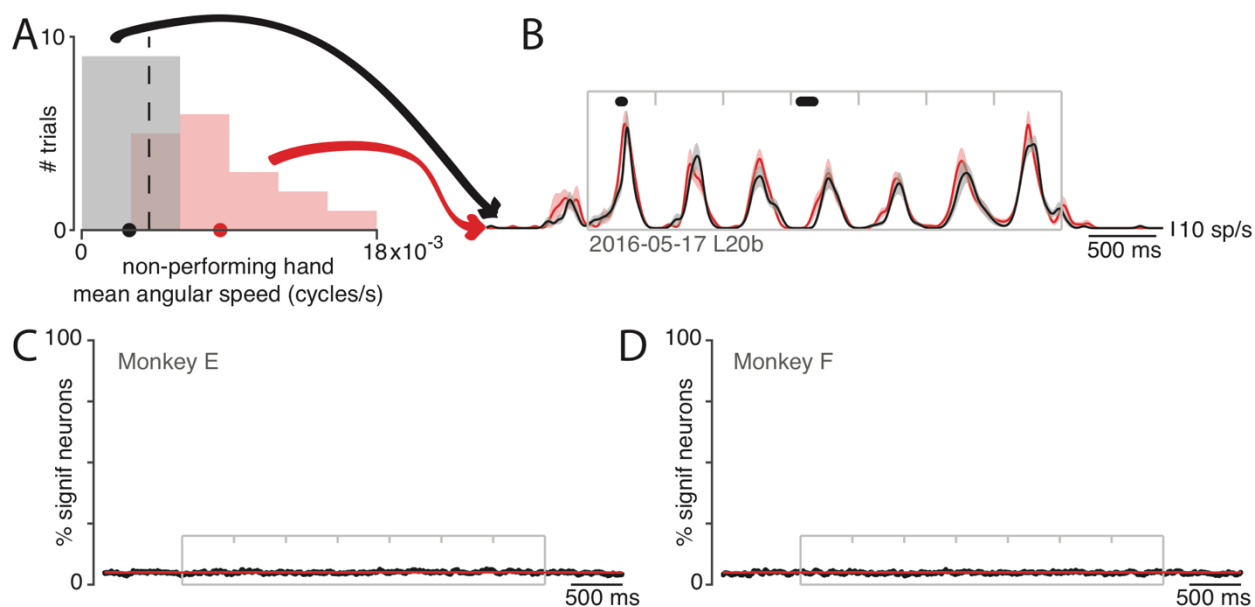 A
10
# trials
0
0
18x10-3
non-performing hand
mean angular speed (cycles/s)
B
2016-05-17 L20b
10 sp/s
500 ms
C
100
Monkey E
% signif neurons
0
500 ms
D
100
Monkey F
% signif neurons
0
500 ms